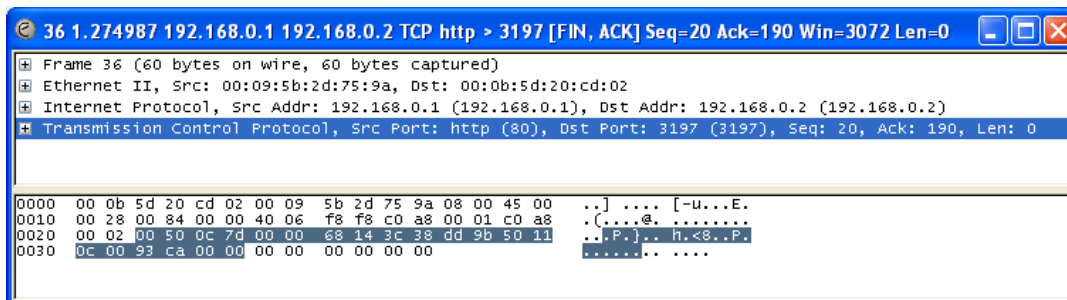 36 1.274987 192.168.0.1 192.168.0.2 TCP http > 3197 [FIN, ACK] Seq=20 Ack=190 Win=3072 Len=0
Frame 36 (60 bytes on wire, 60 bytes captured)
Ethernet II, Src: 00:09:5b:2d:75:9a, Dst: 00:0b:5d:20:cd:02
Internet Protocol, Src Addr: 192.168.0.1 (192.168.0.1), Dst Addr: 192.168.0.2 (192.168.0.2)
Transmission Control Protocol, Src Port: http (80), Dst Port: 3197 (3197), Seq: 20, Ack: 190, Len: 0
0000 00 0b 5d 20 cd 02 00 09 5b 2d 75 9a 08 00 45 00 ..] .... [-u...E.
0010 00 28 00 84 00 00 40 06 f8 f8 c0 a8 00 01 c0 a8 .(....@. ........
0020 00 02 00 50 0c 7d 00 00 68 14 3c 38 dd 9b 50 11 ...P.}.. h.<8..P.
0030 0c 00 93 ca 00 00 00 00 00 00 00 00 ........ ....